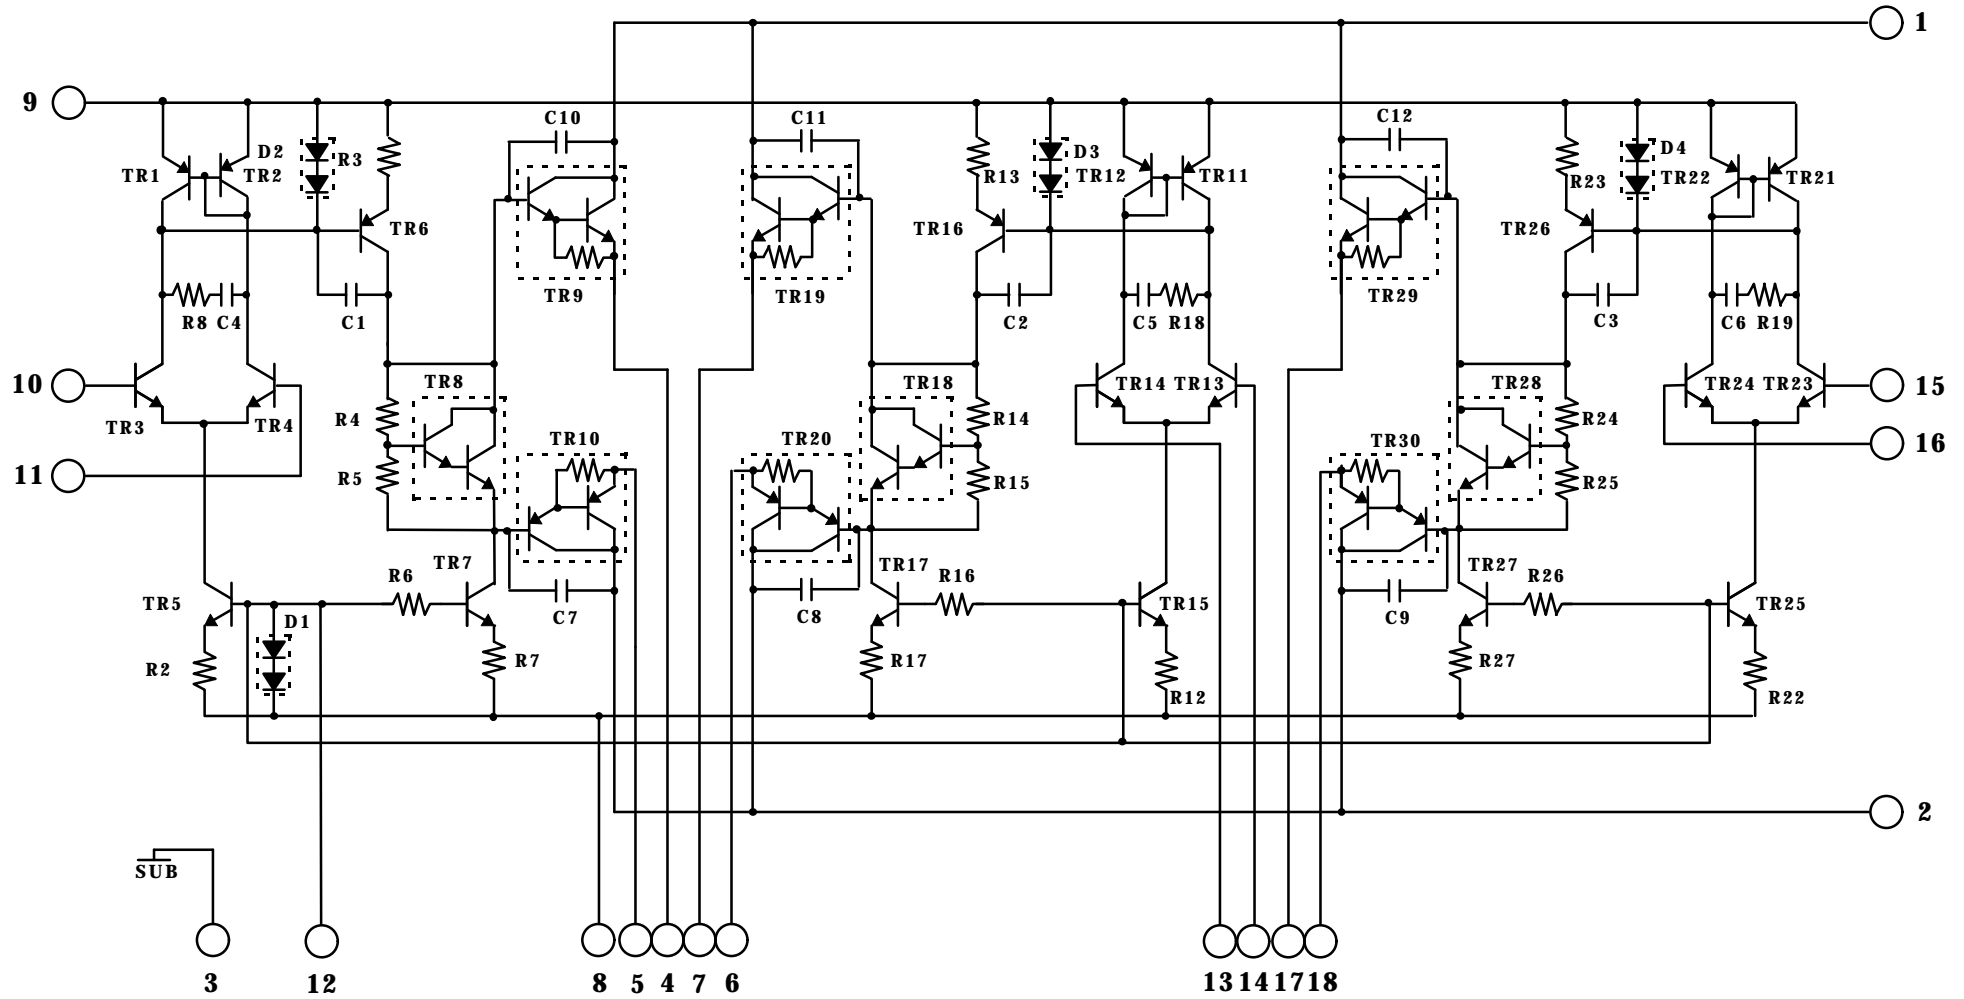 1
9
C10
C11
C12
D2
R3
D3
D4
TR1
TR2
R13
TR12
TR11
R23
TR22
TR21
TR6
TR16
TR26
TR9
TR19
TR29
R8
C4
C1
C2
C5
R18
C3
C6
R19
10
TR8
TR18
TR28
15
TR14
TR13
TR24
TR23
R4
R14
R24
TR3
TR4
TR10
TR20
TR30
16
11
R5
R15
R25
TR7
TR17
TR27
R6
R16
R26
TR5
D1
C7
C8
TR15
C9
TR25
R2
R7
R17
R12
R27
R22
2
SUB
3
12
8
5
4
7
6
13
14
17
18